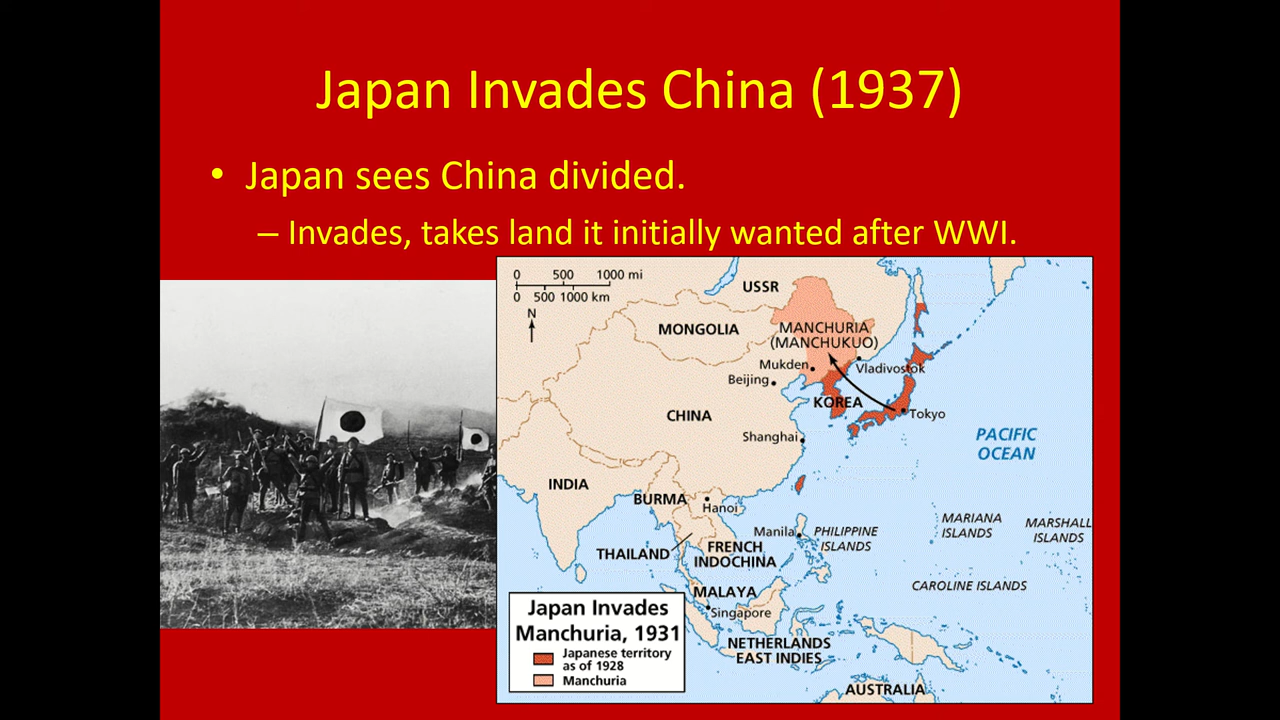 Japan Invades China (1937)
• Japan sees China divided.
– Invades, takes land it initially wanted after WWI.
0 500 1000 mi
0 500 1000 km
N
USSR
MONGOLIA
MANCHURIA
(MANCHUKUO)
Mukden
Vladivostok
Beijing
KOREA
Tokyo
CHINA
Shanghai
PACIFIC
OCEAN
INDIA
BURMA
Hanoi
Manila
PHILIPPINE
ISLANDS
MARIANA
ISLANDS
MARSHALL
ISLANDS
THAILAND
FRENCH
INDOCHINA
CAROLINE ISLANDS
MALAYA
Singapore
NETHERLANDS
EAST INDIES
AUSTRALIA
Japan Invades
Manchuria, 1931
Japanese territory
as of 1928
Manchuria